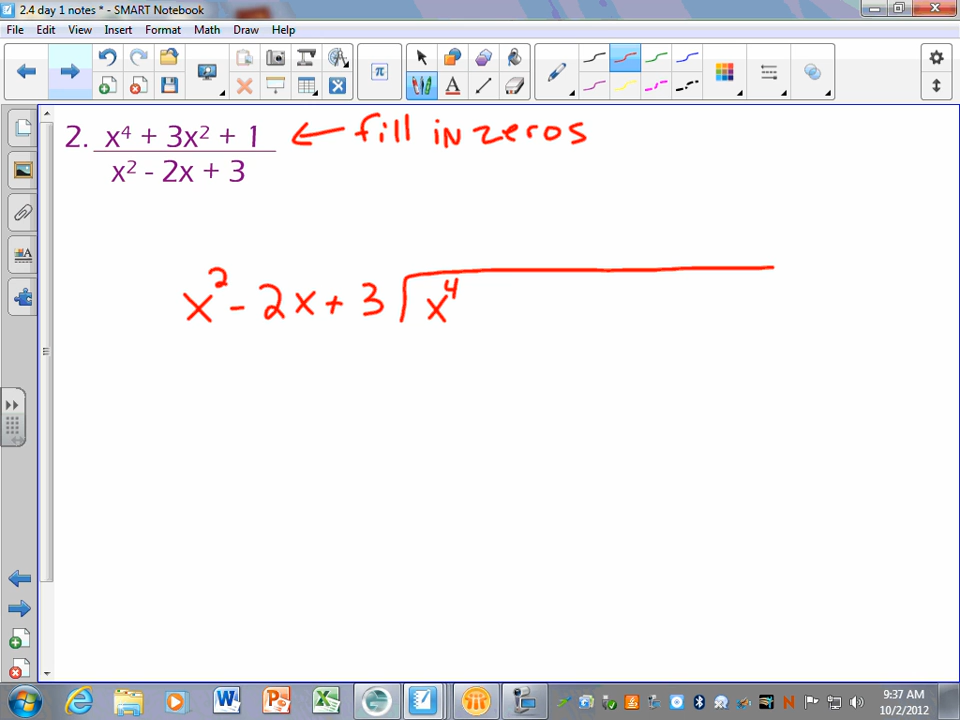 2.4 day 1 notes * - SMART Notebook
File Edit View Insert Format Math Draw Help
π
A
2. x⁴ + 3x² + 1 ← fill in zeros
x² - 2x + 3
x² - 2x + 3 x⁴
9:37 AM
10/2/2012